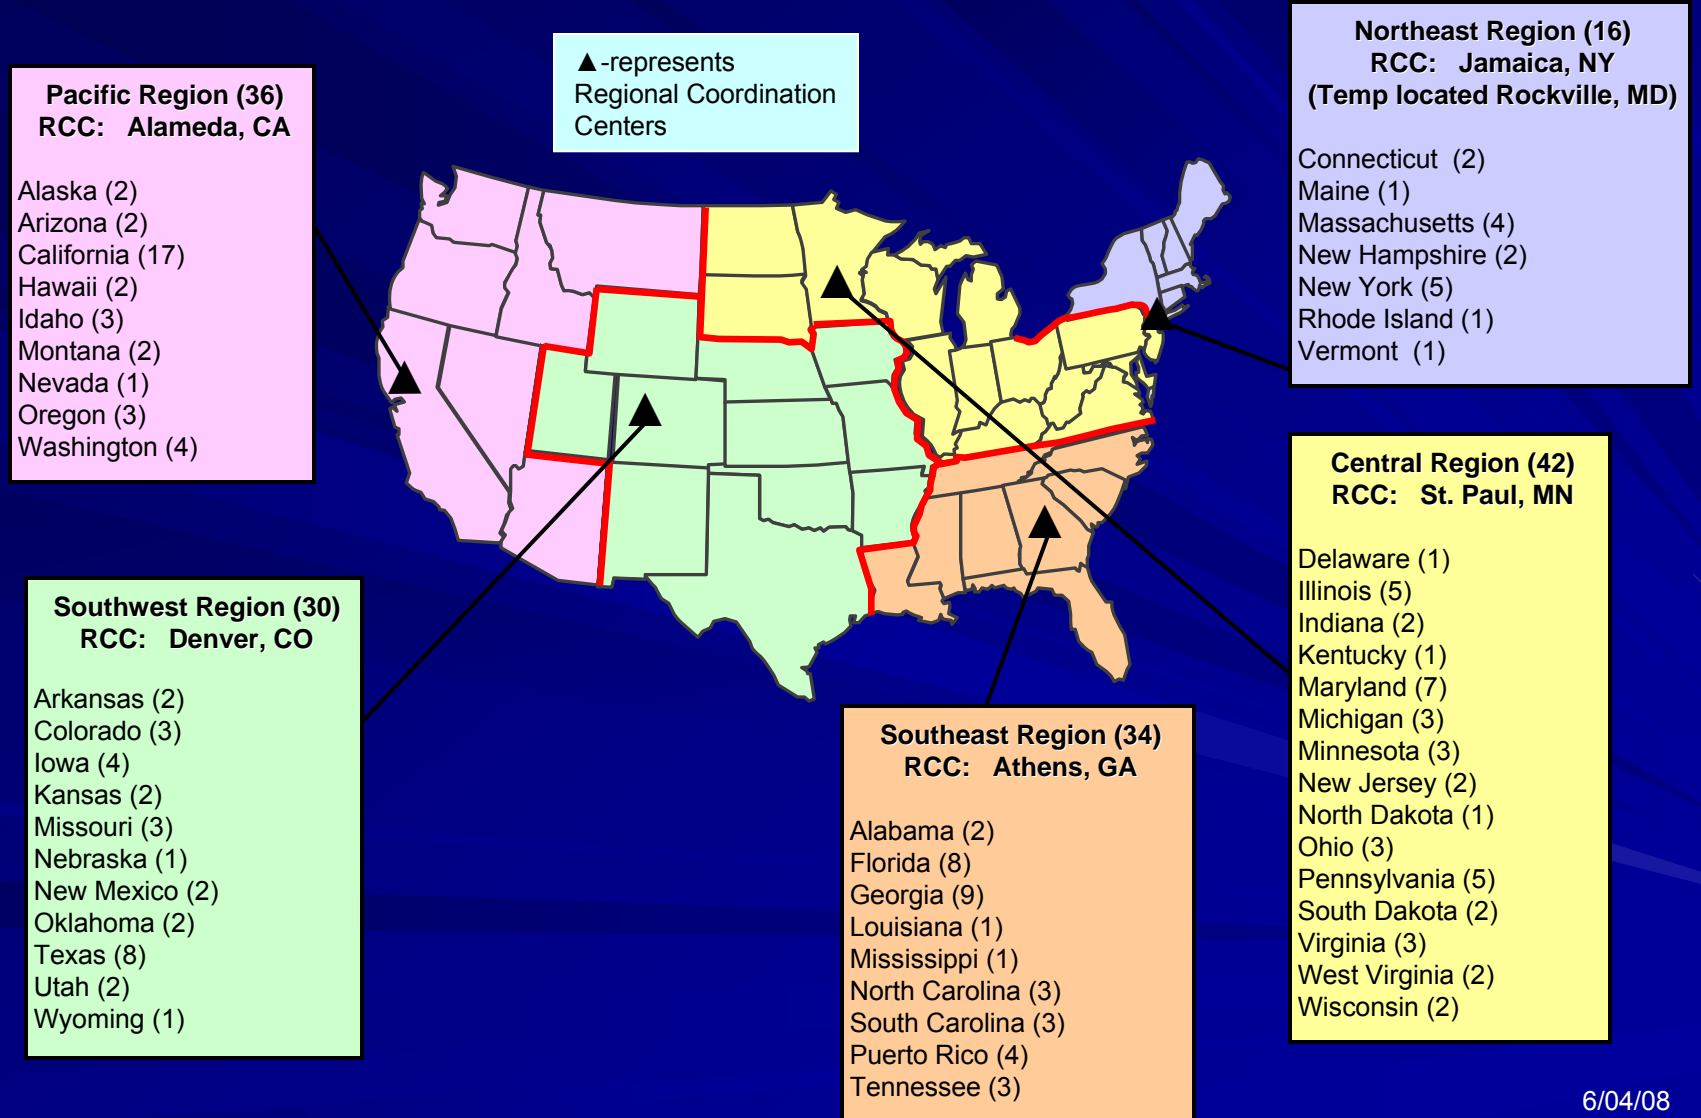 ▲-represents
Regional Coordination
Centers
Pacific Region (36)
RCC: Alameda, CA
Alaska (2)
Arizona (2)
California (17)
Hawaii (2)
Idaho (3)
Montana (2)
Nevada (1)
Oregon (3)
Washington (4)
Northeast Region (16)
RCC: Jamaica, NY
(Temp located Rockville, MD)
Connecticut (2)
Maine (1)
Massachusetts (4)
New Hampshire (2)
New York (5)
Rhode Island (1)
Vermont (1)
Southwest Region (30)
RCC: Denver, CO
Arkansas (2)
Colorado (3)
Iowa (4)
Kansas (2)
Missouri (3)
Nebraska (1)
New Mexico (2)
Oklahoma (2)
Texas (8)
Utah (2)
Wyoming (1)
Southeast Region (34)
RCC: Athens, GA
Alabama (2)
Florida (8)
Georgia (9)
Louisiana (1)
Mississippi (1)
North Carolina (3)
South Carolina (3)
Puerto Rico (4)
Tennessee (3)
Central Region (42)
RCC: St. Paul, MN
Delaware (1)
Illinois (5)
Indiana (2)
Kentucky (1)
Maryland (7)
Michigan (3)
Minnesota (3)
New Jersey (2)
North Dakota (1)
Ohio (3)
Pennsylvania (5)
South Dakota (2)
Virginia (3)
West Virginia (2)
Wisconsin (2)
6/04/08